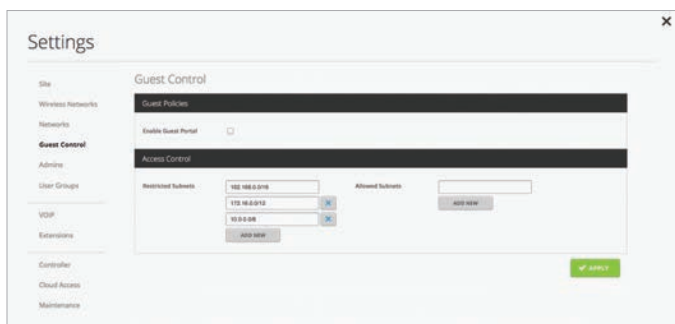 Settings
Site
Wireless Networks
Networks
Guest Control
Admins
User Groups
VOIP
Extensions
Controller
Cloud Access
Maintenance
Guest Control
Guest Policies
Enable Guest Portal
Access Control
Restricted Subnets
192.168.0.0/16
172.16.0.0/12
10.0.0.0/8
ADD NEW
Allowed Subnets
ADD NEW
APPLY